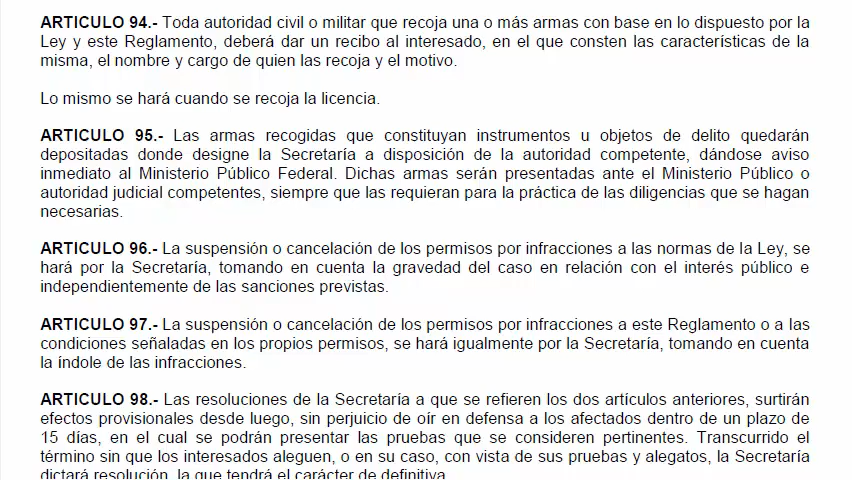 ARTICULO 94.- Toda autoridad civil o militar que recoja una o más armas con base en lo dispuesto por la
Ley y este Reglamento, deberá dar un recibo al interesado, en el que consten las características de la
misma, el nombre y cargo de quien las recoja y el motivo.
Lo mismo se hará cuando se recoja la licencia.
ARTICULO 95.- Las armas recogidas que constituyan instrumentos u objetos de delito quedarán
depositadas donde designe la Secretaría a disposición de la autoridad competente, dándose aviso
inmediato al Ministerio Público Federal. Dichas armas serán presentadas ante el Ministerio Público o
autoridad judicial competentes, siempre que las requieran para la práctica de las diligencias que se hagan
necesarias.
ARTICULO 96.- La suspensión o cancelación de los permisos por infracciones a las normas de la Ley, se
hará por la Secretaría, tomando en cuenta la gravedad del caso en relación con el interés público e
independientemente de las sanciones previstas.
ARTICULO 97.- La suspensión o cancelación de los permisos por infracciones a este Reglamento o a las
condiciones señaladas en los propios permisos, se hará igualmente por la Secretaría, tomando en cuenta
la índole de las infracciones.
ARTICULO 98.- Las resoluciones de la Secretaría a que se refieren los dos artículos anteriores, surtirán
efectos provisionales desde luego, sin perjuicio de oír en defensa a los afectados dentro de un plazo de
15 días, en el cual se podrán presentar las pruebas que se consideren pertinentes. Transcurrido el
término sin que los interesados aleguen, o en su caso, con vista de sus pruebas y alegatos, la Secretaría
dictará resolución, la que tendrá el carácter de definitiva.